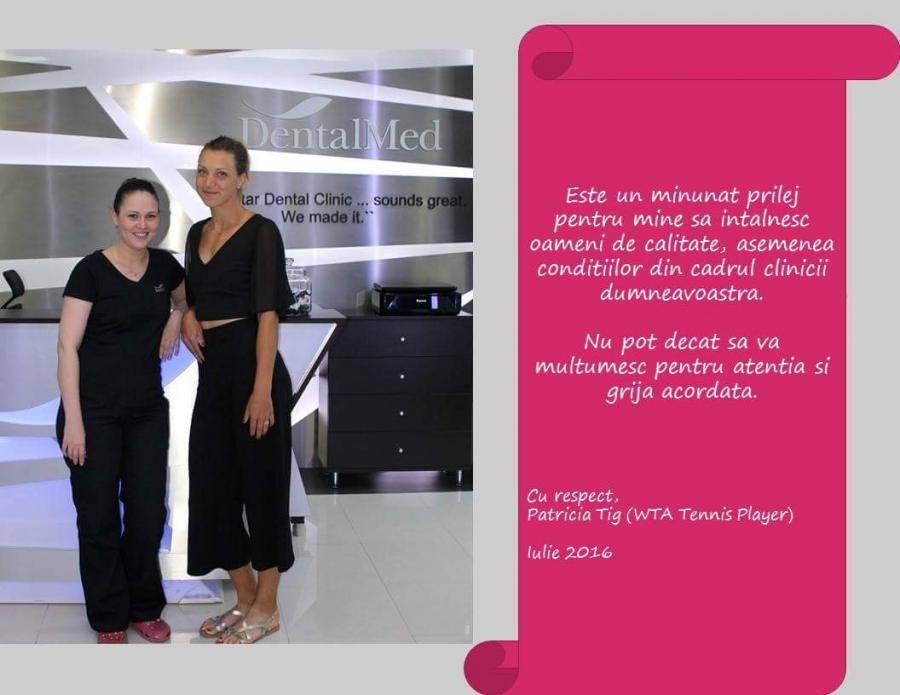 DentalMed
tar Dental Clinic ... sounds great.
We made it.``
Este un minunat prilej
pentru mine sa intalnesc
oameni de calitate, asemenea
conditiilor din cadrul clinicii
dumneavoastra.
Nu pot decat sa va
multumesc pentru atentia si
grija acordata.
Cu respect,
Patricia Tig (WTA Tennis Player)
Iulie 2016